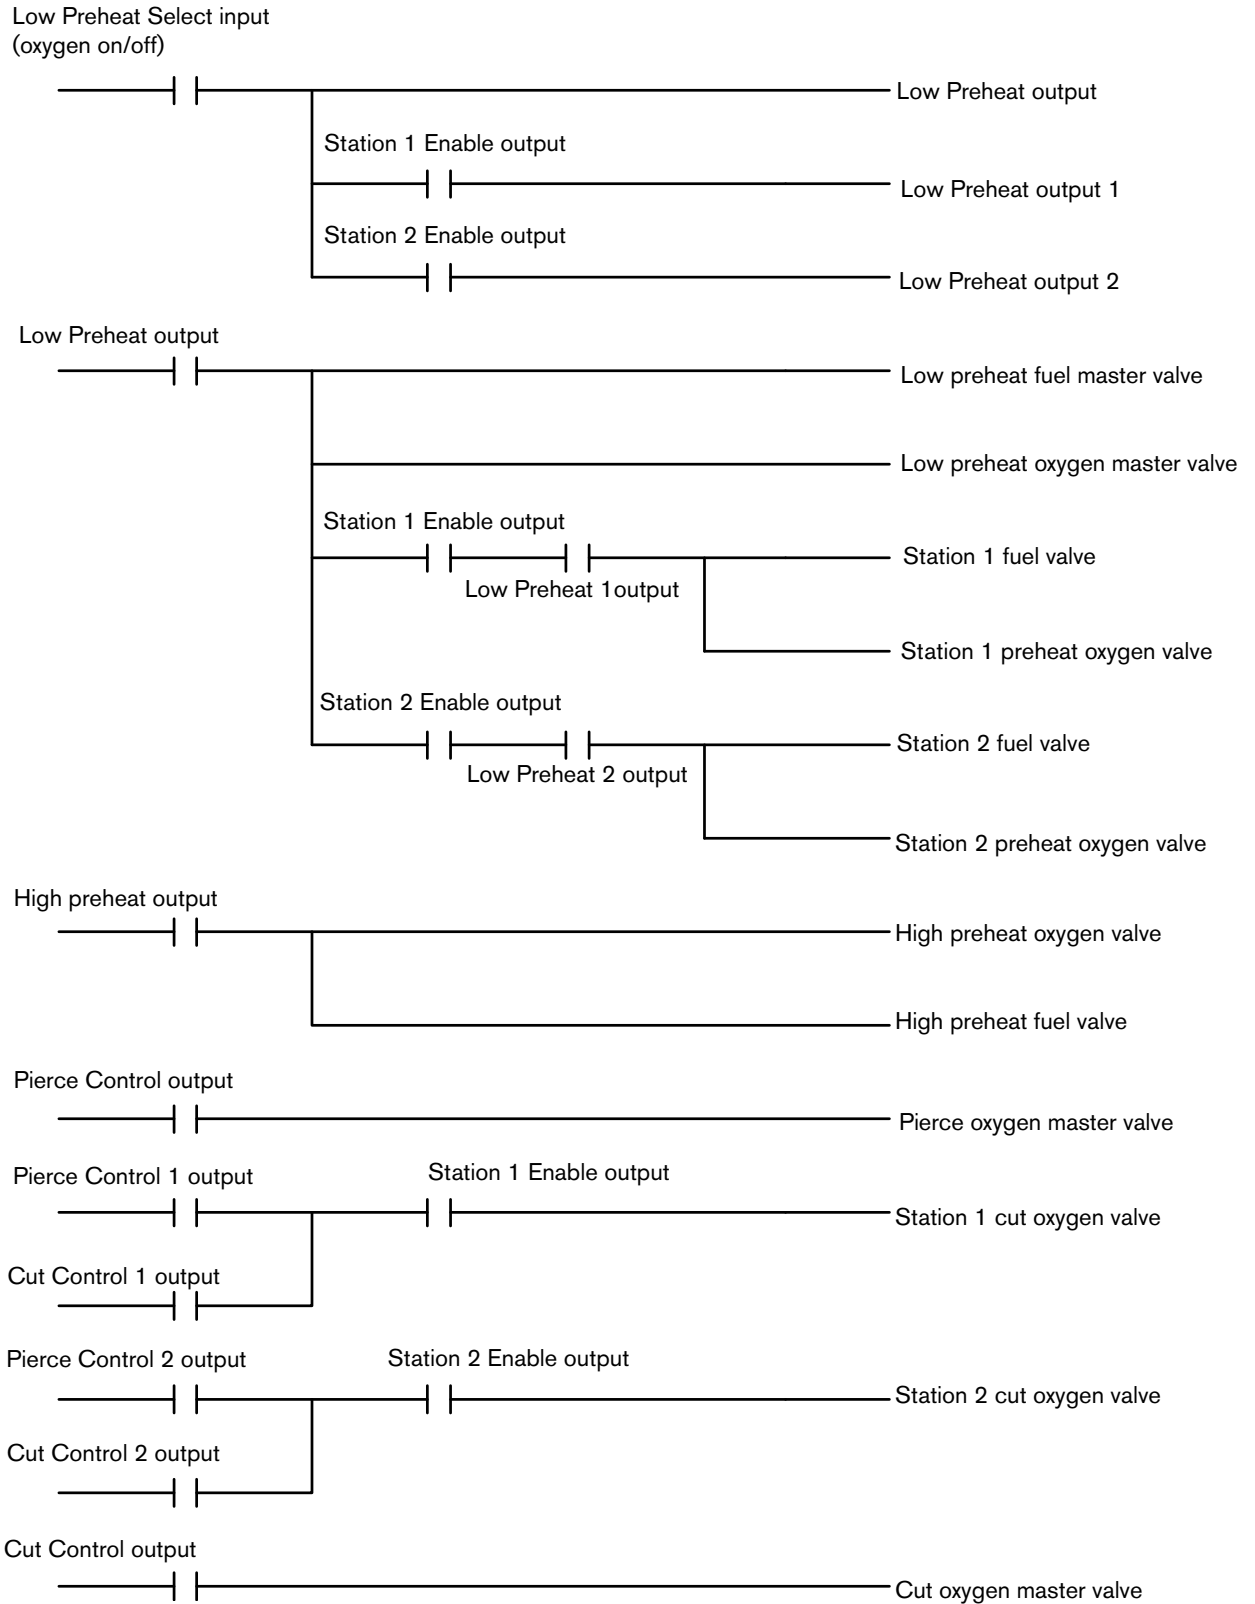 Low Preheat Select input
(oxygen on/off)
Low Preheat output
Station 1 Enable output
Low Preheat output 1
Station 2 Enable output
Low Preheat output 2
Low Preheat output
Low preheat fuel master valve
Low preheat oxygen master valve
Station 1 Enable output
Station 1 fuel valve
Low Preheat 1output
Station 1 preheat oxygen valve
Station 2 Enable output
Station 2 fuel valve
Low Preheat 2 output
Station 2 preheat oxygen valve
High preheat output
High preheat oxygen valve
High preheat fuel valve
Pierce Control output
Pierce oxygen master valve
Pierce Control 1 output
Station 1 Enable output
Station 1 cut oxygen valve
Cut Control 1 output
Pierce Control 2 output
Station 2 Enable output
Station 2 cut oxygen valve
Cut Control 2 output
Cut Control output
Cut oxygen master valve